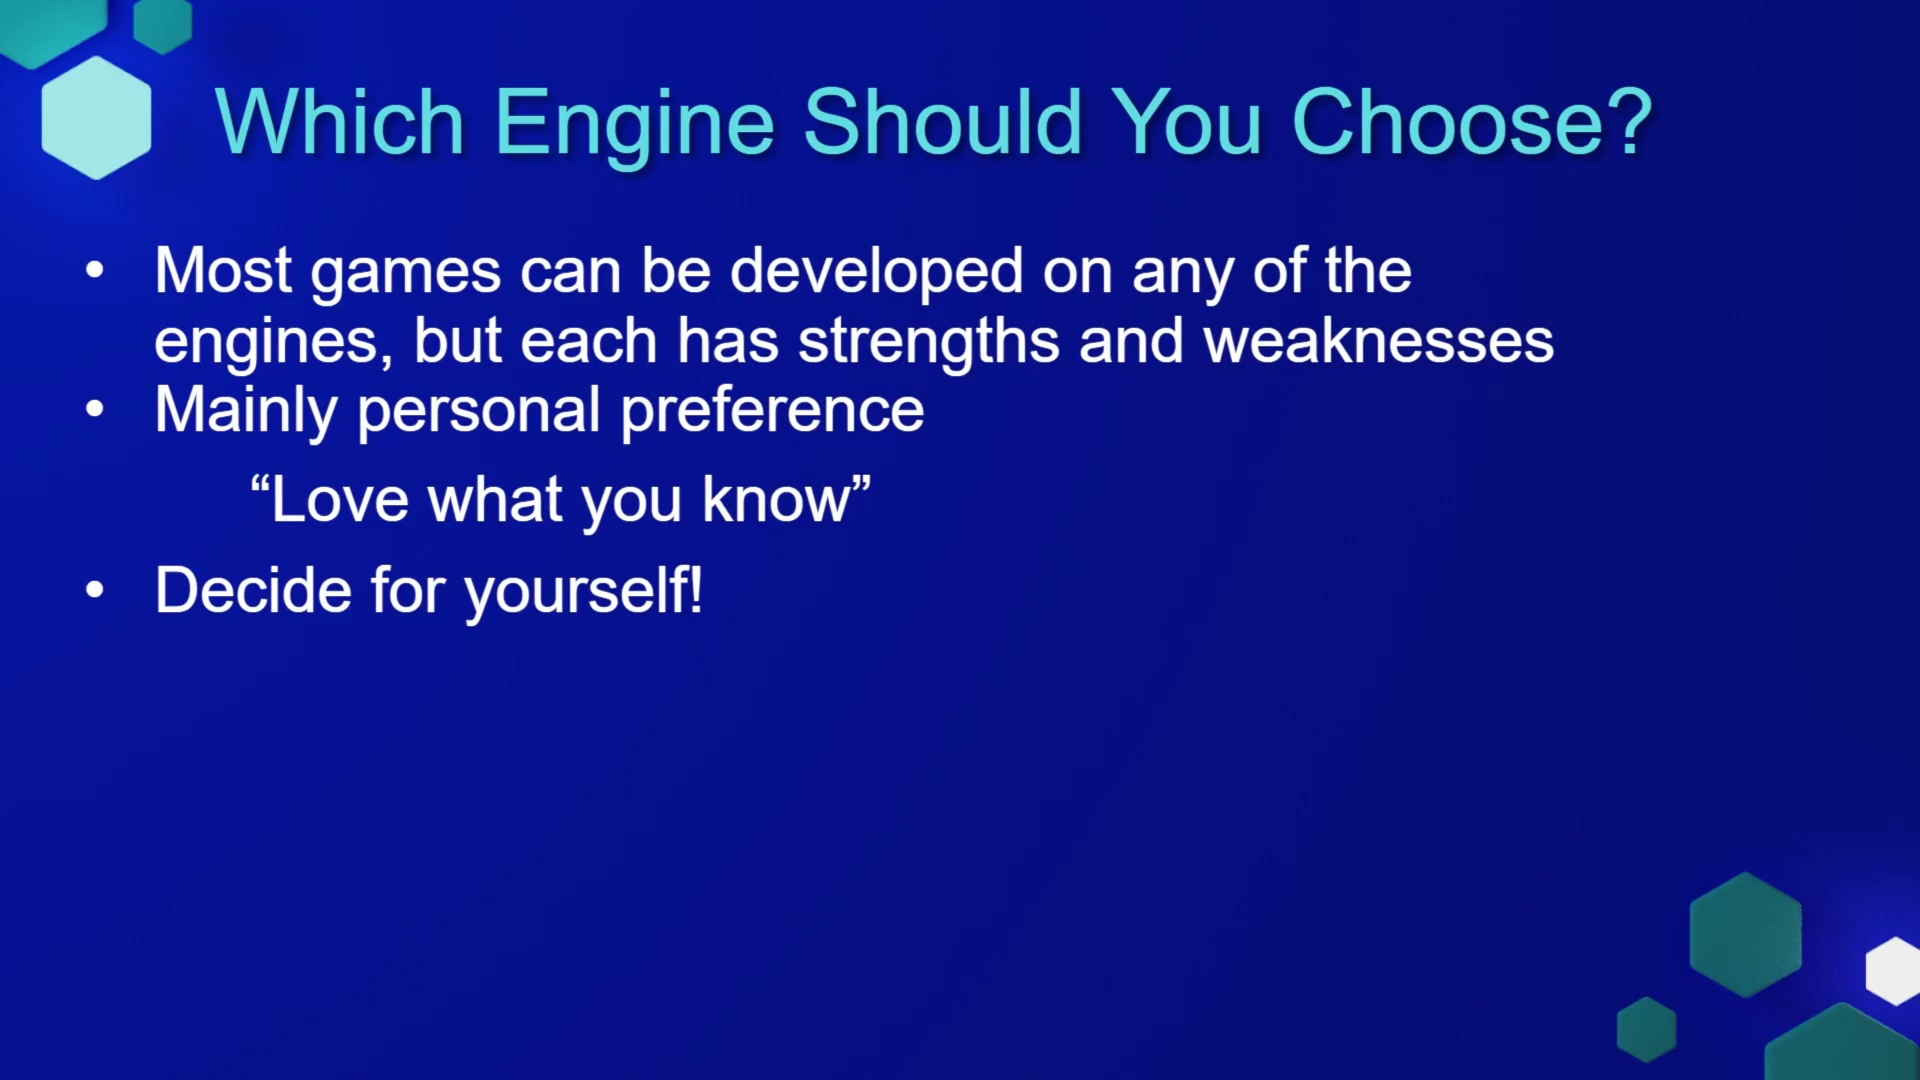 Which Engine Should You Choose?
• Most games can be developed on any of the
engines, but each has strengths and weaknesses
• Mainly personal preference
“Love what you know”
• Decide for yourself!